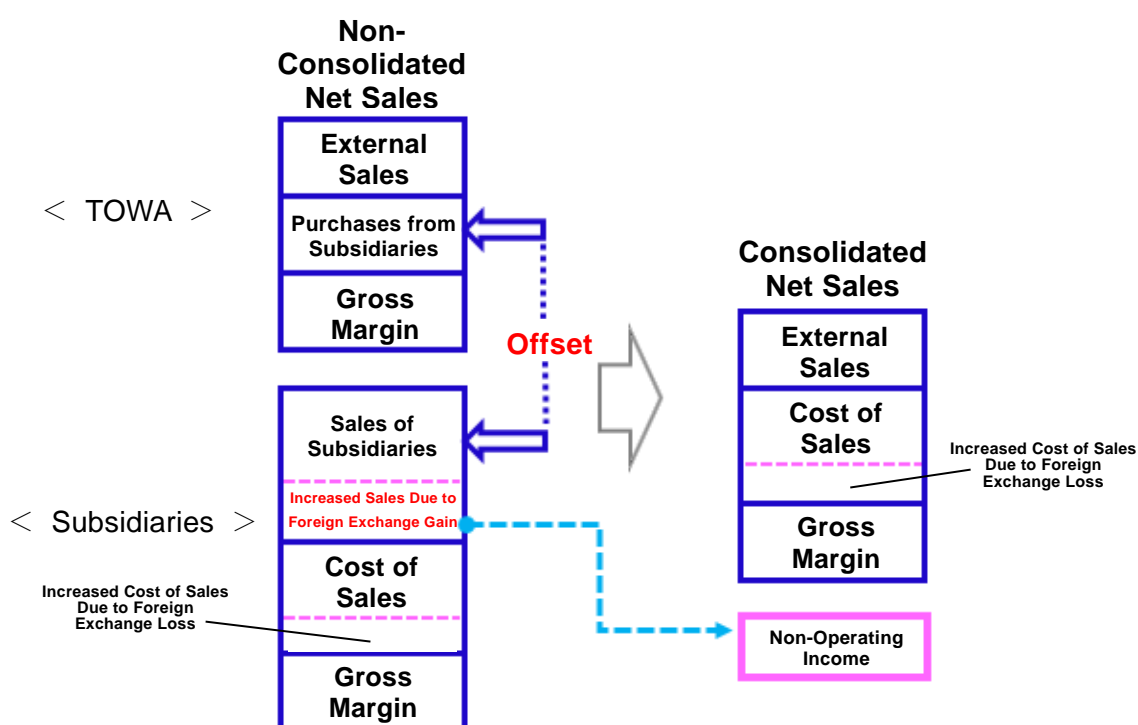 Non-
Consolidated
Net Sales
External
Sales
< TOWA >
Purchases from
Subsidiaries
Gross
Margin
Offset
Sales of
Subsidiaries
Increased Sales Due to
Foreign Exchange Gain
< Subsidiaries >
Cost of
Sales
Increased Cost of Sales
Due to Foreign
Exchange Loss
Gross
Margin
Consolidated
Net Sales
External
Sales
Cost of
Sales
Increased Cost of Sales
Due to Foreign
Exchange Loss
Gross
Margin
Non-Operating
Income